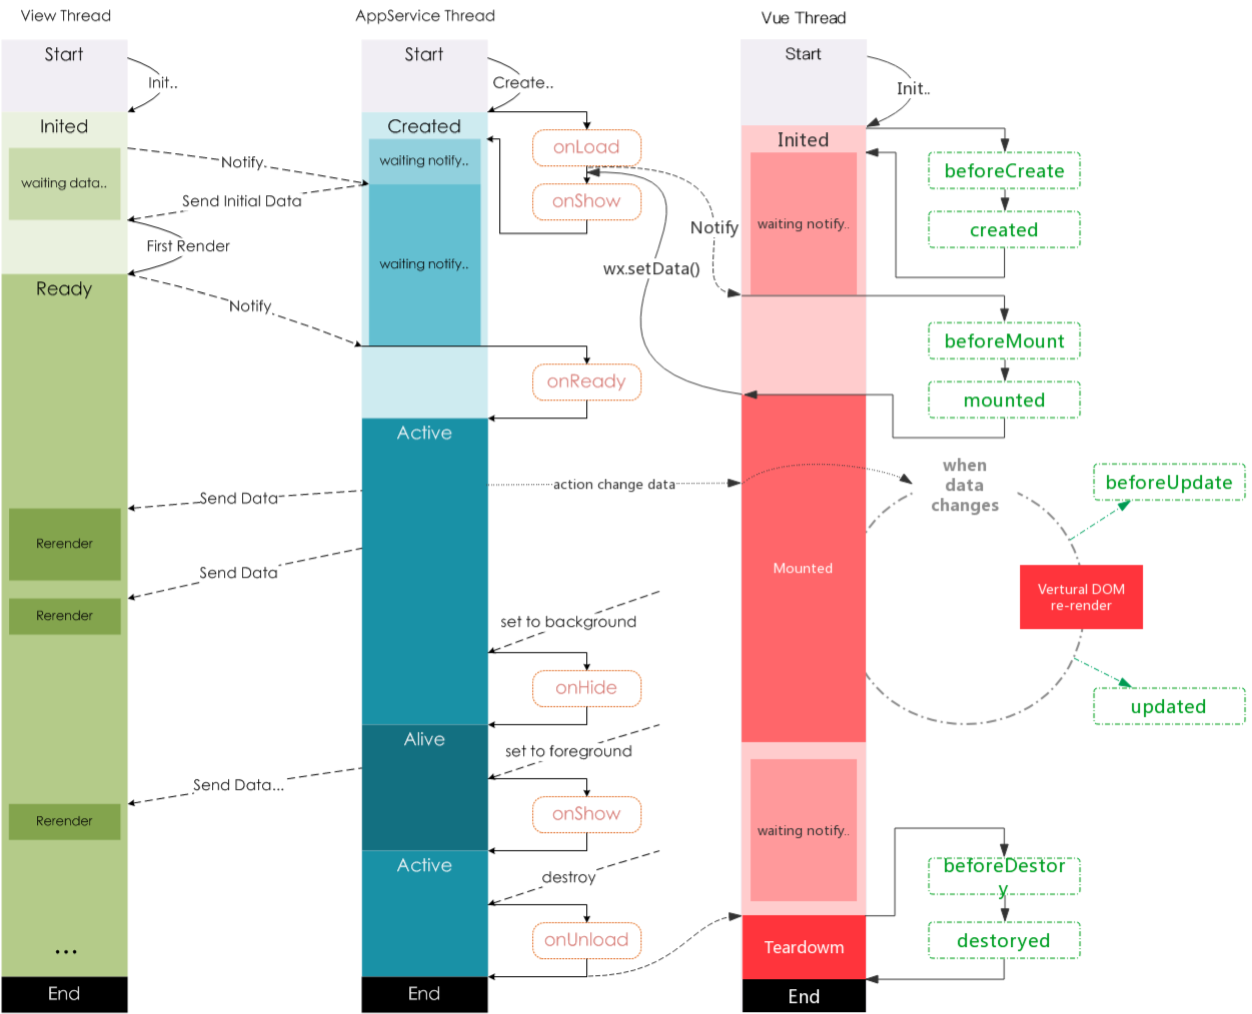 View Thread
AppService Thread
Vue Thread
Start
Init..
Inited
waiting data..
First Render
Ready
Rerender
Rerender
Rerender
...
End
Notify.
Send Initial Data
Notify
Send Data
Send Data
Send Data...
Start
Create..
Created
waiting notify..
waiting notify..
onLoad
onShow
onReady
Active
set to background
onHide
Alive
set to foreground
onShow
Active
destroy
onUnload
End
Notify
wx.setData()
action change data
Start
Init..
Inited
waiting notify..
beforeCreate
created
beforeMount
mounted
when
data
changes
beforeUpdate
Mounted
Vertural DOM
re-render
updated
waiting notify..
beforeDestor
y
Teardowm
destoryed
End